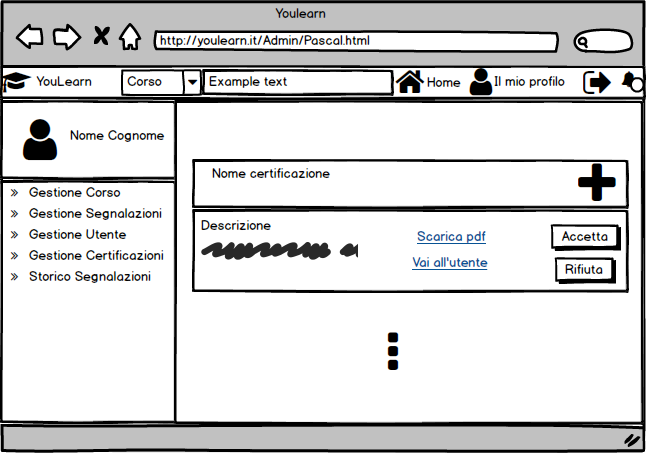 Youlearn
http://youlearn.it/Admin/Pascal.html
YouLearn Corso Example text Home Il mio profilo
Nome Cognome
Gestione Corso
Gestione Segnalazioni
Gestione Utente
Gestione Certificazioni
Storico Segnalazioni
Nome certificazione
Descrizione
Scarica pdf
Vai all'utente
Accetta
Rifiuta